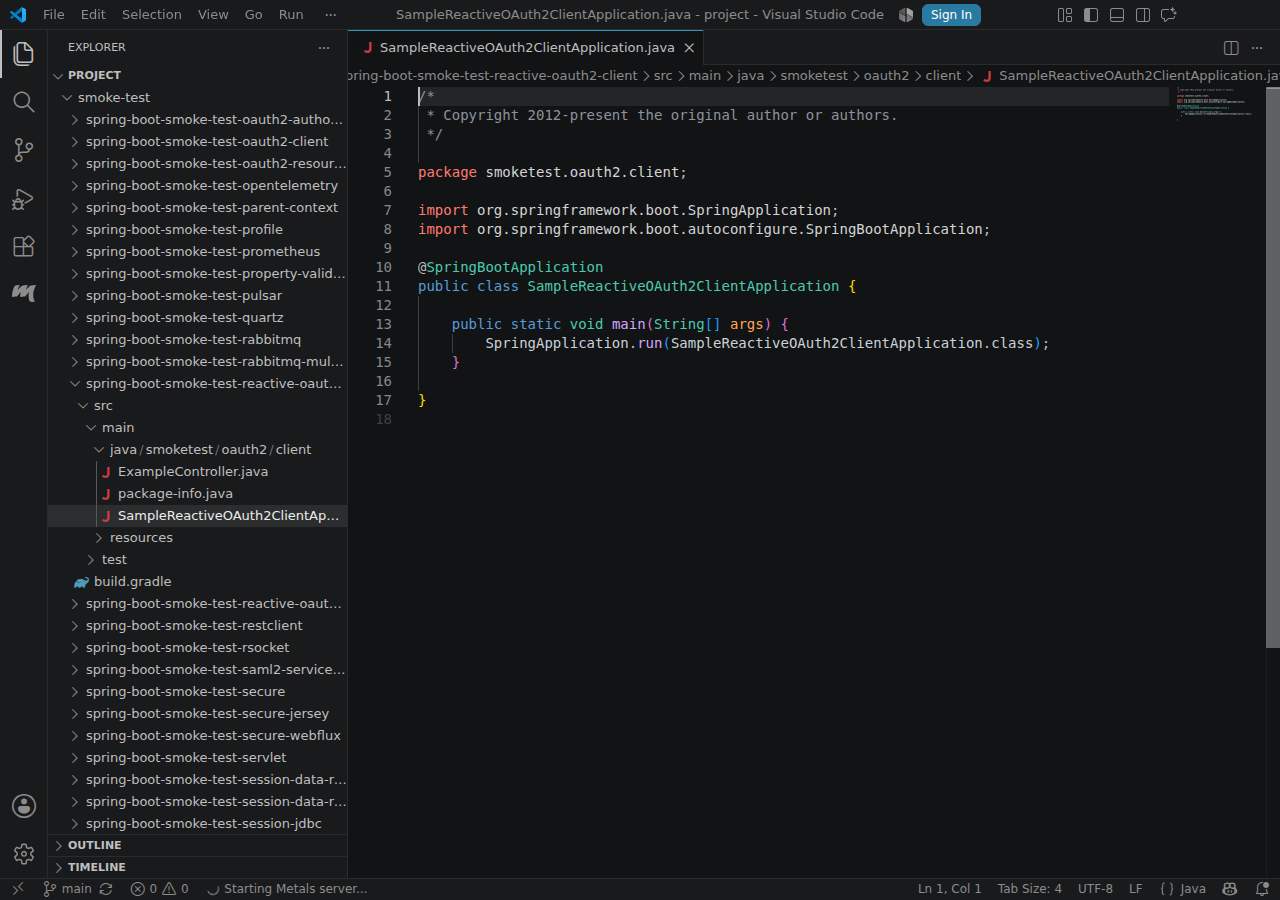 File Edit Selection View Go Run ··· SampleReactiveOAuth2ClientApplication.java - project - Visual Studio Code Sign In
EXPLORER
PROJECT
smoke-test
spring-boot-smoke-test-oauth2-autho...
spring-boot-smoke-test-oauth2-client
spring-boot-smoke-test-oauth2-resour...
spring-boot-smoke-test-opentelemetry
spring-boot-smoke-test-parent-context
spring-boot-smoke-test-profile
spring-boot-smoke-test-prometheus
spring-boot-smoke-test-property-valid...
spring-boot-smoke-test-pulsar
spring-boot-smoke-test-quartz
spring-boot-smoke-test-rabbitmq
spring-boot-smoke-test-rabbitmq-mul...
spring-boot-smoke-test-reactive-oaut...
src
main
java/smoketest/oauth2/client
ExampleController.java
package-info.java
SampleReactiveOAuth2ClientAp...
resources
test
build.gradle
spring-boot-smoke-test-reactive-oaut...
spring-boot-smoke-test-restclient
spring-boot-smoke-test-rsocket
spring-boot-smoke-test-saml2-service...
spring-boot-smoke-test-secure
spring-boot-smoke-test-secure-jersey
spring-boot-smoke-test-secure-webflux
spring-boot-smoke-test-servlet
spring-boot-smoke-test-session-data-r...
spring-boot-smoke-test-session-data-r...
spring-boot-smoke-test-session-jdbc
OUTLINE
TIMELINE
SampleReactiveOAuth2ClientApplication.java
pring-boot-smoke-test-reactive-oauth2-client > src > main > java > smoketest > oauth2 > client > SampleReactiveOAuth2ClientApplication.ja
1 /*
2  * Copyright 2012-present the original author or authors.
3  */
4
5 package smoketest.oauth2.client;
6
7 import org.springframework.boot.SpringApplication;
8 import org.springframework.boot.autoconfigure.SpringBootApplication;
9
10 @SpringBootApplication
11 public class SampleReactiveOAuth2ClientApplication {
12
13     public static void main(String[] args) {
14         SpringApplication.run(SampleReactiveOAuth2ClientApplication.class);
15     }
16
17 }
18
main 0 0 Starting Metals server... Ln 1, Col 1 Tab Size: 4 UTF-8 LF { } Java